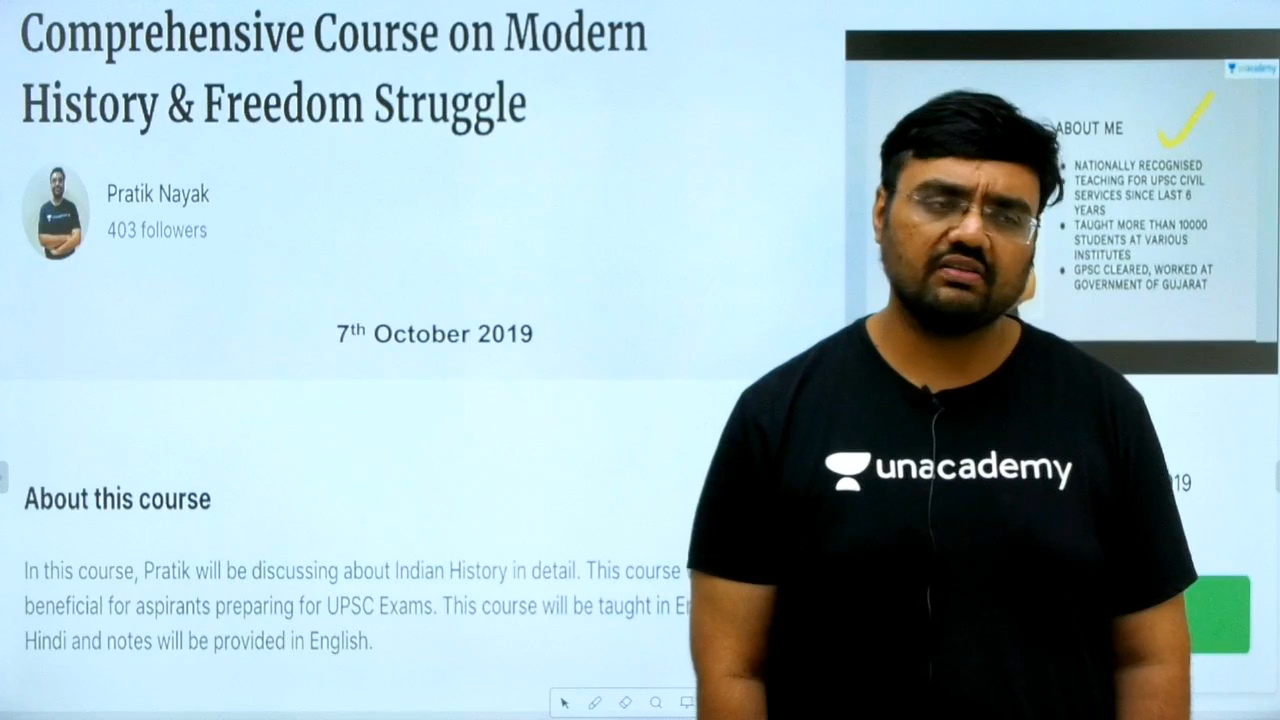 Comprehensive Course on Modern
History & Freedom Struggle
Pratik Nayak
403 followers
7th October 2019
About this course
In this course, Pratik will be discussing about Indian History in detail. This course
beneficial for aspirants preparing for UPSC Exams. This course will be taught in
Hindi and notes will be provided in English.
unacademy
ABOUT ME
• NATIONALLY RECOGNISED
• TEACHING FOR UPSC CIVIL
SERVICES SINCE LAST 6
YEARS
• TAUGHT MORE THAN 10000
STUDENTS AT VARIOUS
INSTITUTES
• GPSC CLEARED, WORKED AT
GOVERNMENT OF GUJARAT
unacademy
19